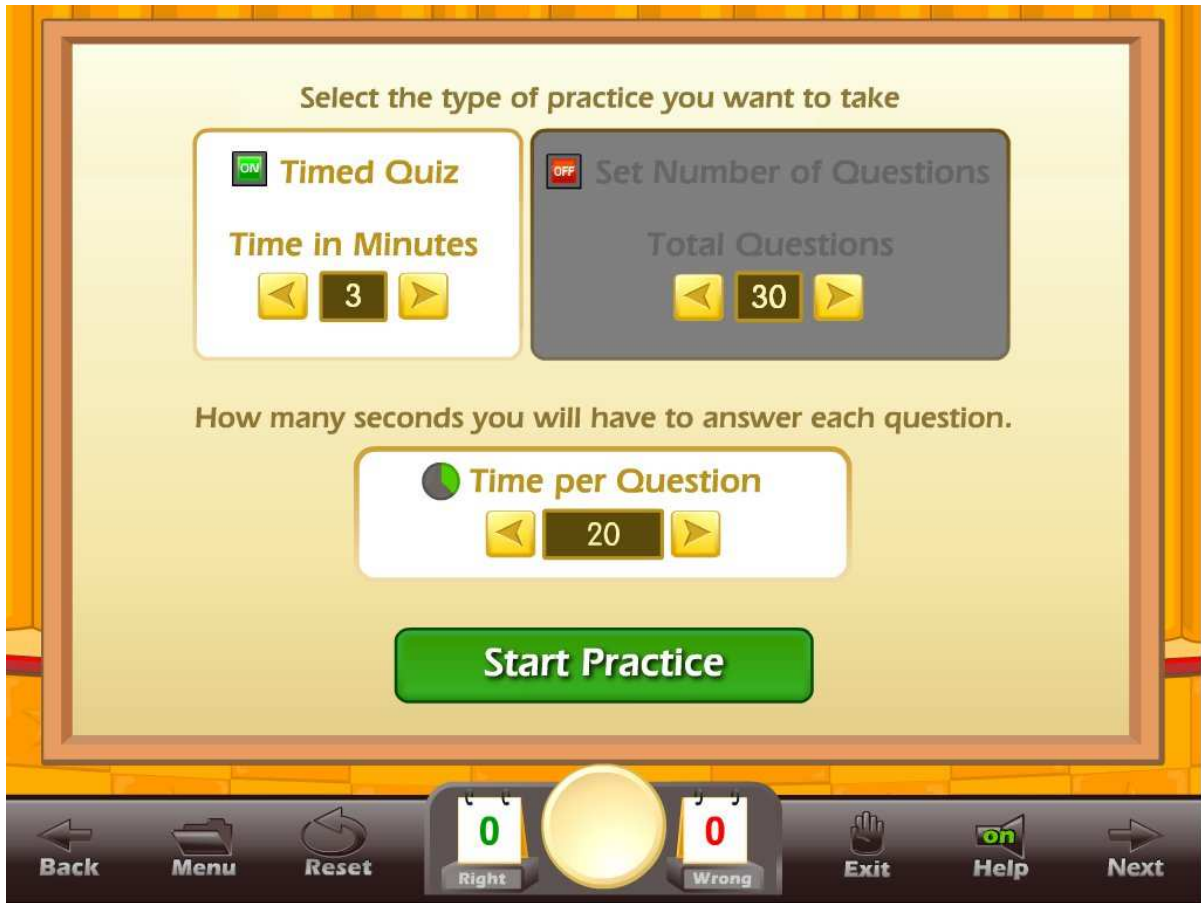 Select the type of practice you want to take
ON Timed Quiz
Time in Minutes
3
OFF Set Number of Questions
Total Questions
30
How many seconds you will have to answer each question.
Time per Question
20
Start Practice
0
Right
0
Wrong
Back
Menu
Reset
Exit
on
Help
Next